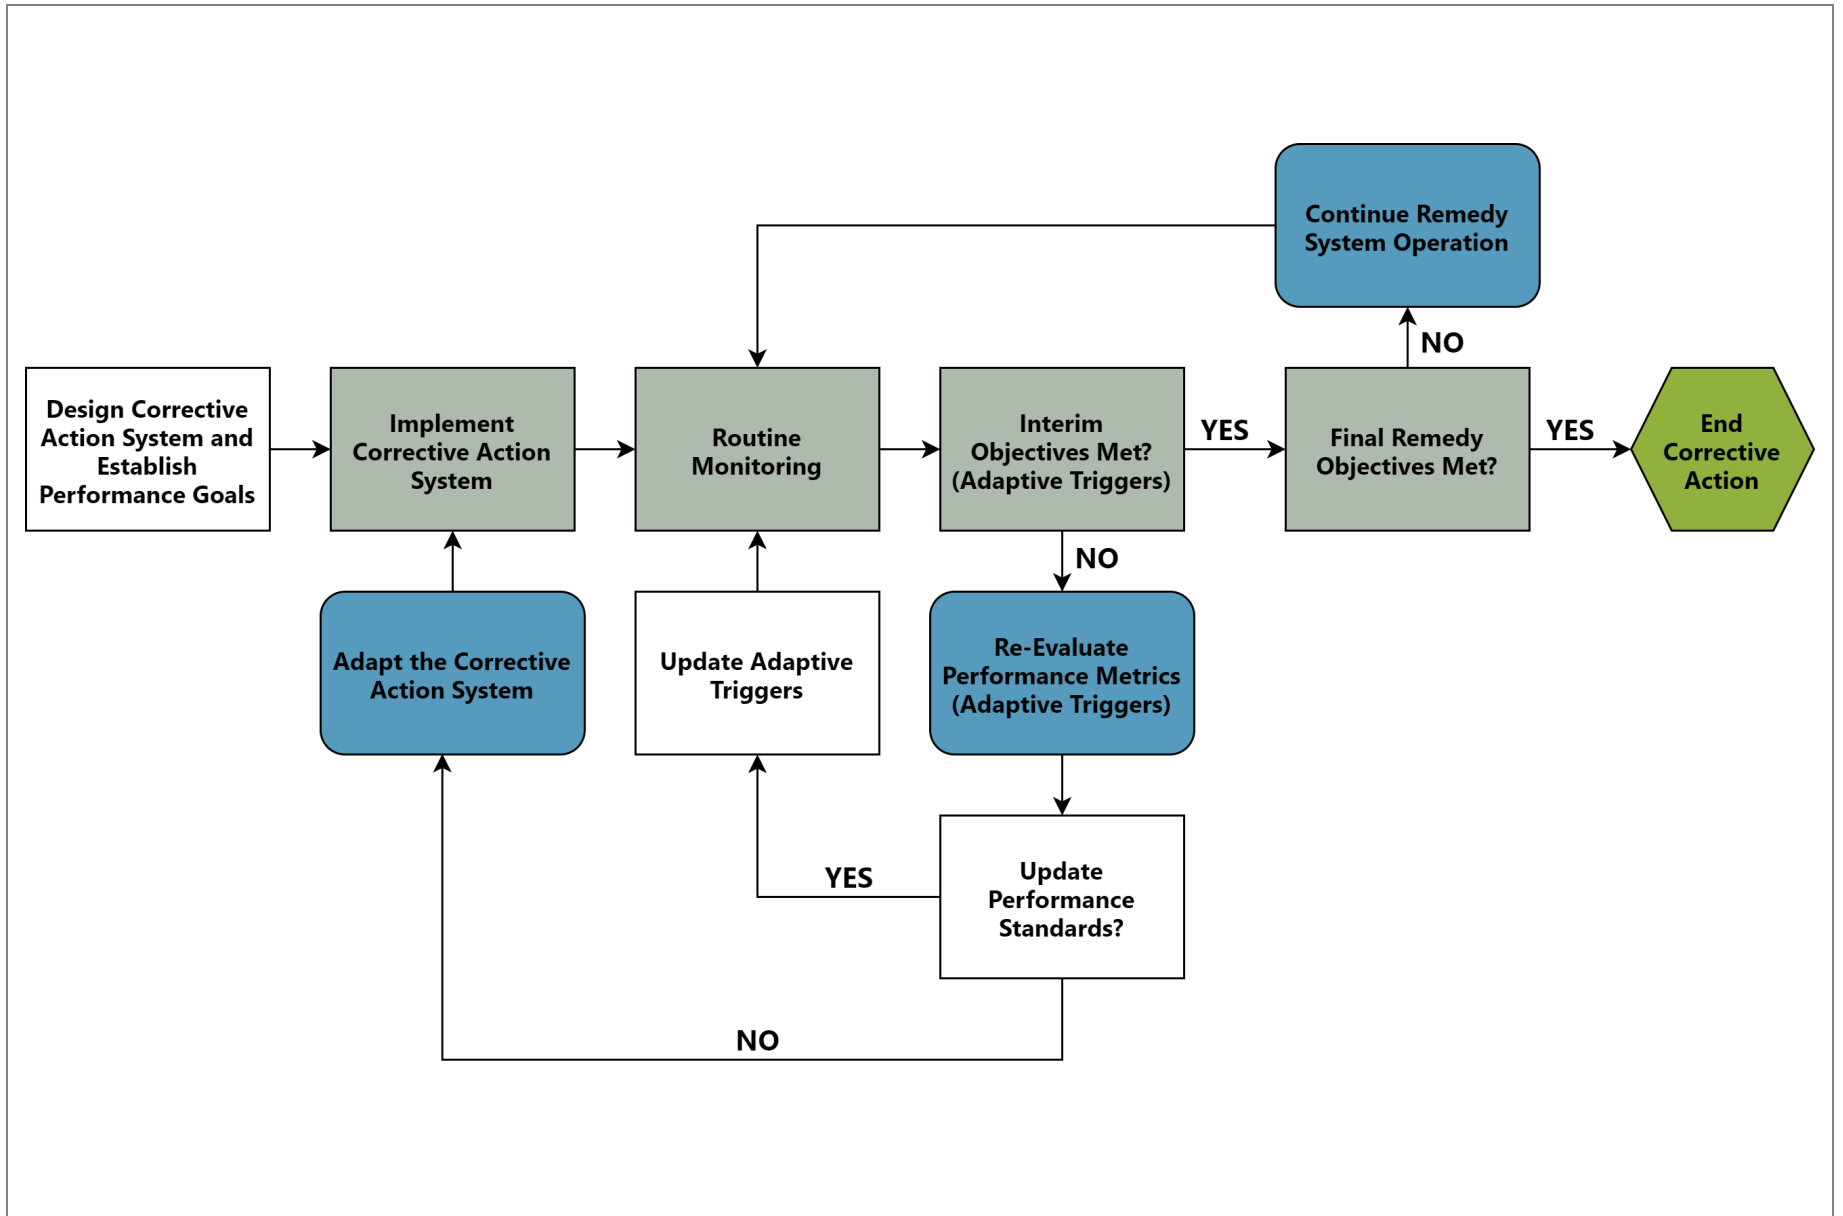 Continue Remedy
System Operation
NO
Design Corrective
Action System and
Establish
Performance Goals
Implement
Corrective Action
System
Routine
Monitoring
Interim
Objectives Met?
(Adaptive Triggers)
YES
Final Remedy
Objectives Met?
YES
End
Corrective
Action
NO
Adapt the Corrective
Action System
Update Adaptive
Triggers
Re-Evaluate
Performance Metrics
(Adaptive Triggers)
YES
Update
Performance
Standards?
NO